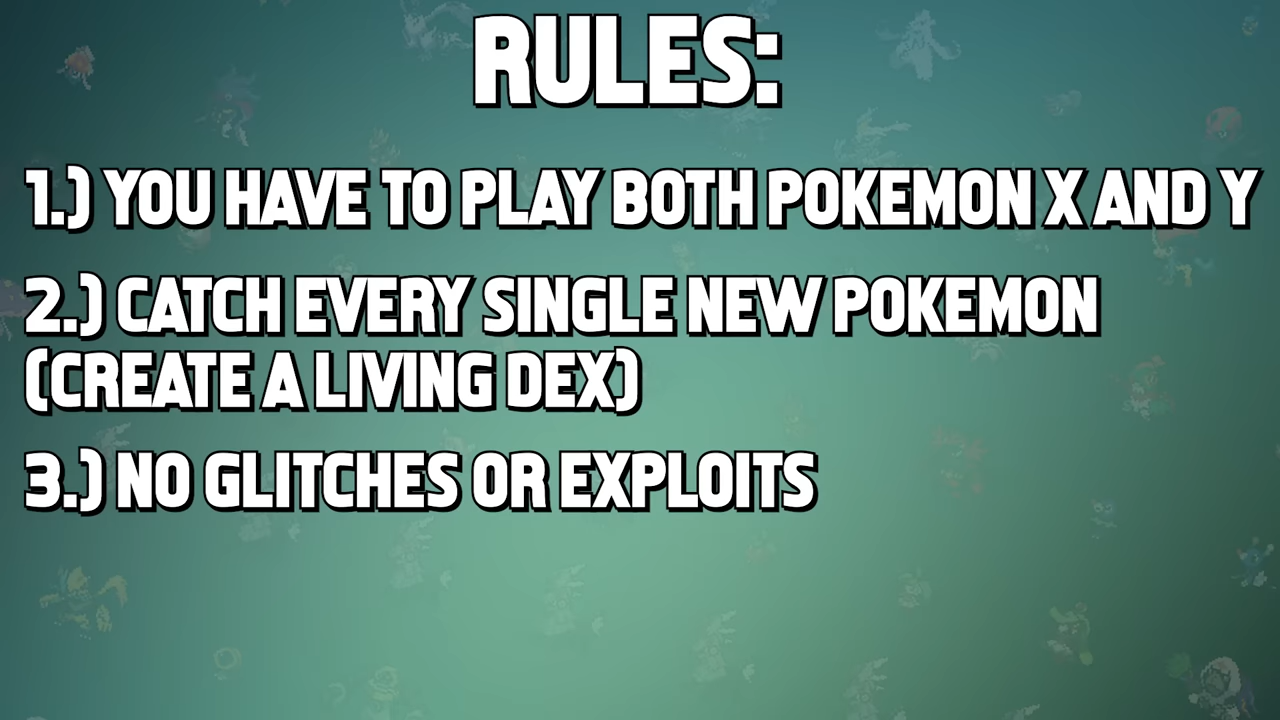 RULES:
1.) YOU HAVE TO PLAY BOTH POKEMON X AND Y
2.) CATCH EVERY SINGLE NEW POKEMON
(CREATE A LIVING DEX)
3.) NO GLITCHES OR EXPLOITS